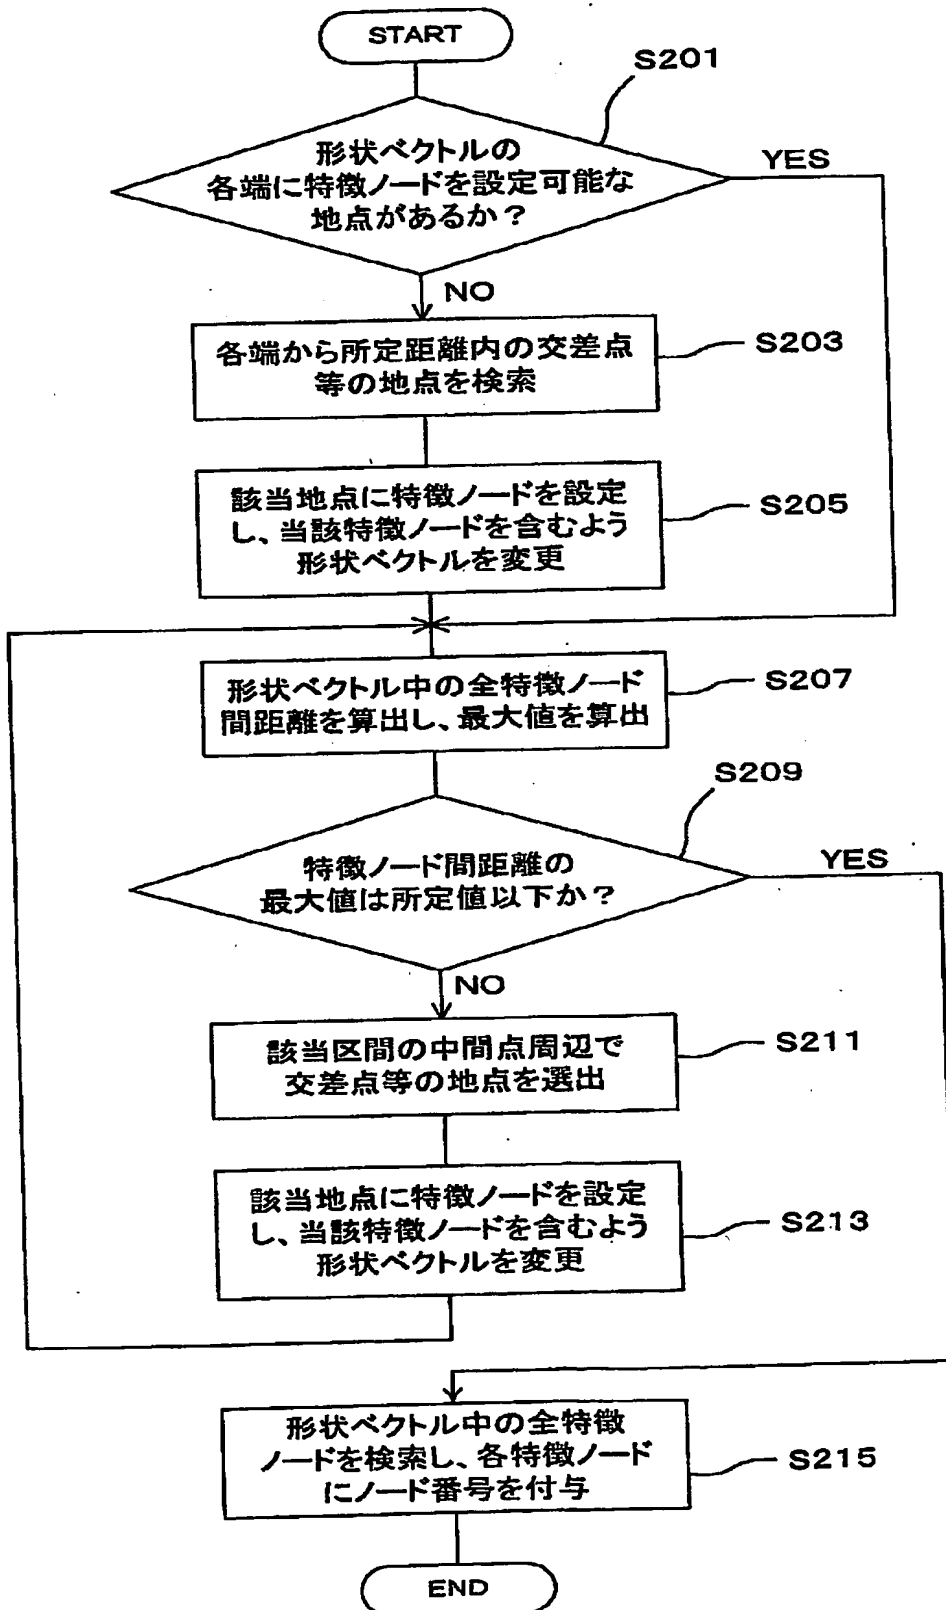 START
S201
形状ベクトルの
各端に特徴ノードを設定可能な
地点があるか？
YES
NO
各端から所定距離内の交差点
等の地点を検索
S203
該当地点に特徴ノードを設定
し、当該特徴ノードを含むよう
形状ベクトルを変更
S205
形状ベクトル中の全特徴ノード
間距離を算出し、最大値を算出
S207
S209
特徴ノード間距離の
最大値は所定値以下か？
YES
NO
該当区間の中間点周辺で
交差点等の地点を選出
S211
該当地点に特徴ノードを設定
し、当該特徴ノードを含むよう
形状ベクトルを変更
S213
形状ベクトル中の全特徴
ノードを検索し、各特徴ノード
にノード番号を付与
S215
END